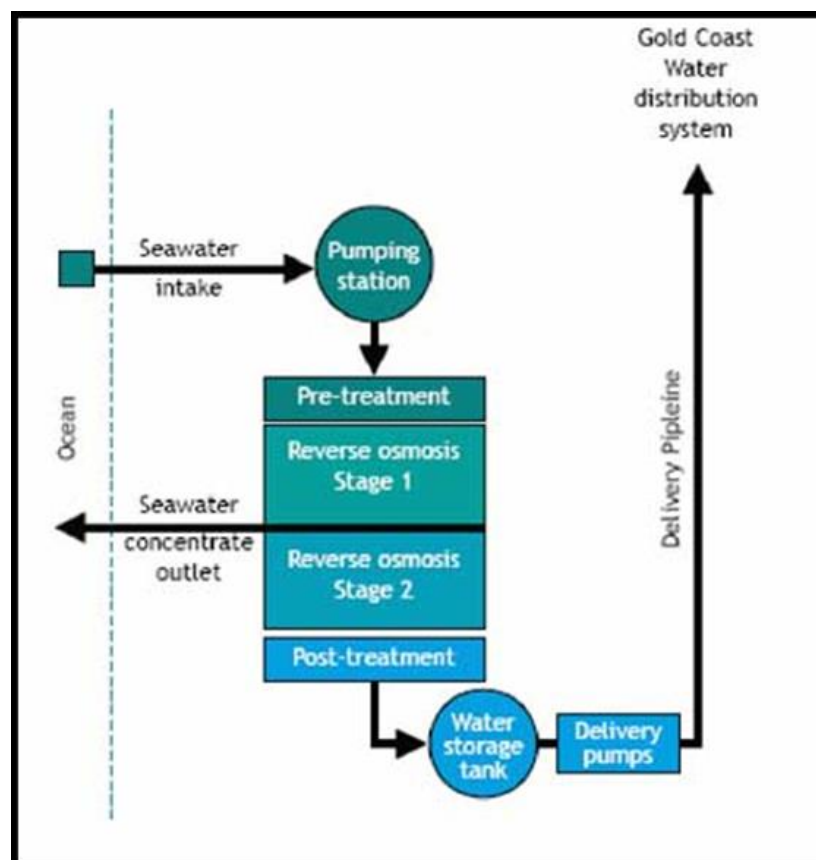 Gold Coast
Water
distribution
system
Seawater
intake
Pumping
station
Pre-treatment
Reverse osmosis
Stage 1
Ocean
Seawater
concentrate
outlet
Reverse osmosis
Stage 2
Post-treatment
Water
storage
tank
Delivery
pumps
Delivery Pipleine